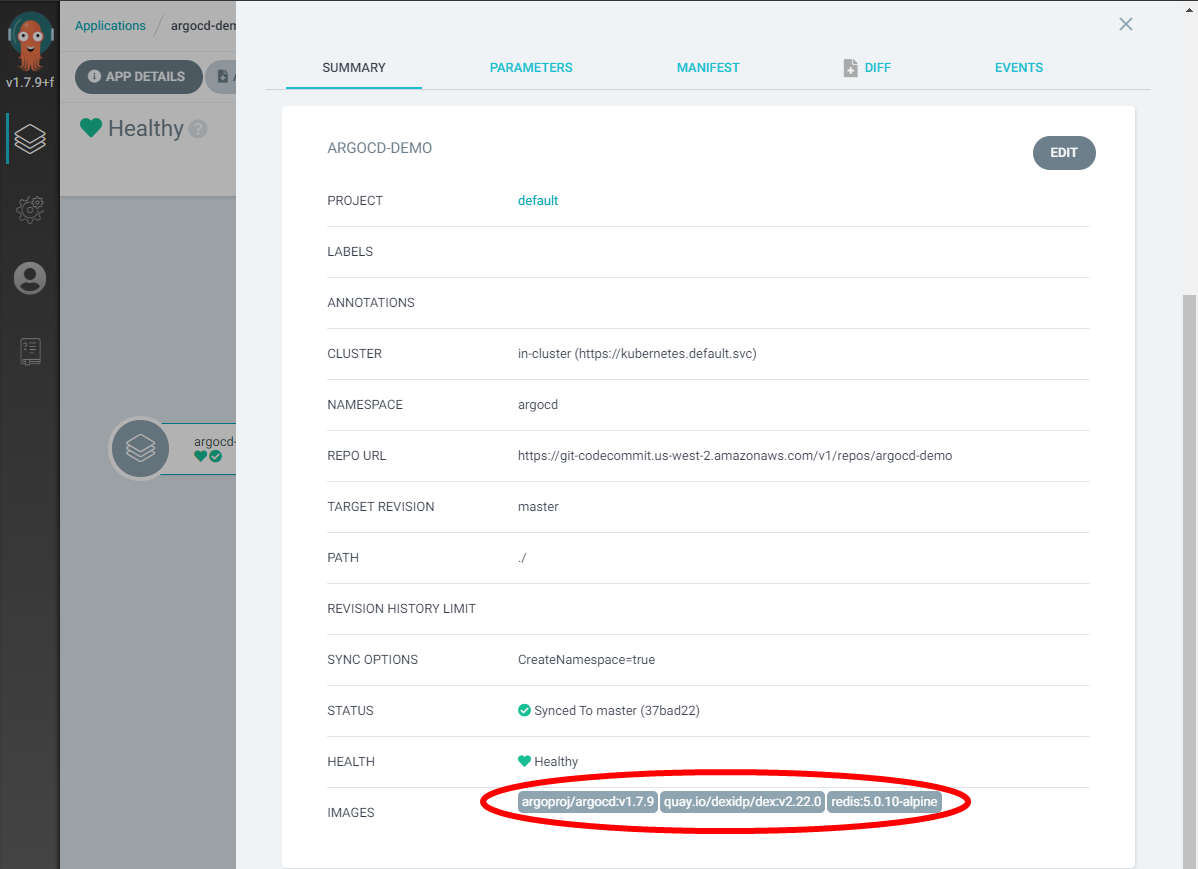 Applications / argocd-dem
v1.7.9+f
APP DETAILS
Healthy
argocd-
SUMMARY PARAMETERS MANIFEST DIFF EVENTS
ARGOCD-DEMO EDIT
PROJECT default
LABELS
ANNOTATIONS
CLUSTER in-cluster (https://kubernetes.default.svc)
NAMESPACE argocd
REPO URL https://git-codecommit.us-west-2.amazonaws.com/v1/repos/argocd-demo
TARGET REVISION master
PATH ./
REVISION HISTORY LIMIT
SYNC OPTIONS CreateNamespace=true
STATUS Synced To master (37bad22)
HEALTH Healthy
IMAGES argoproj/argocd:v1.7.9 quay.io/dexidp/dex:v2.22.0 redis:5.0.10-alpine